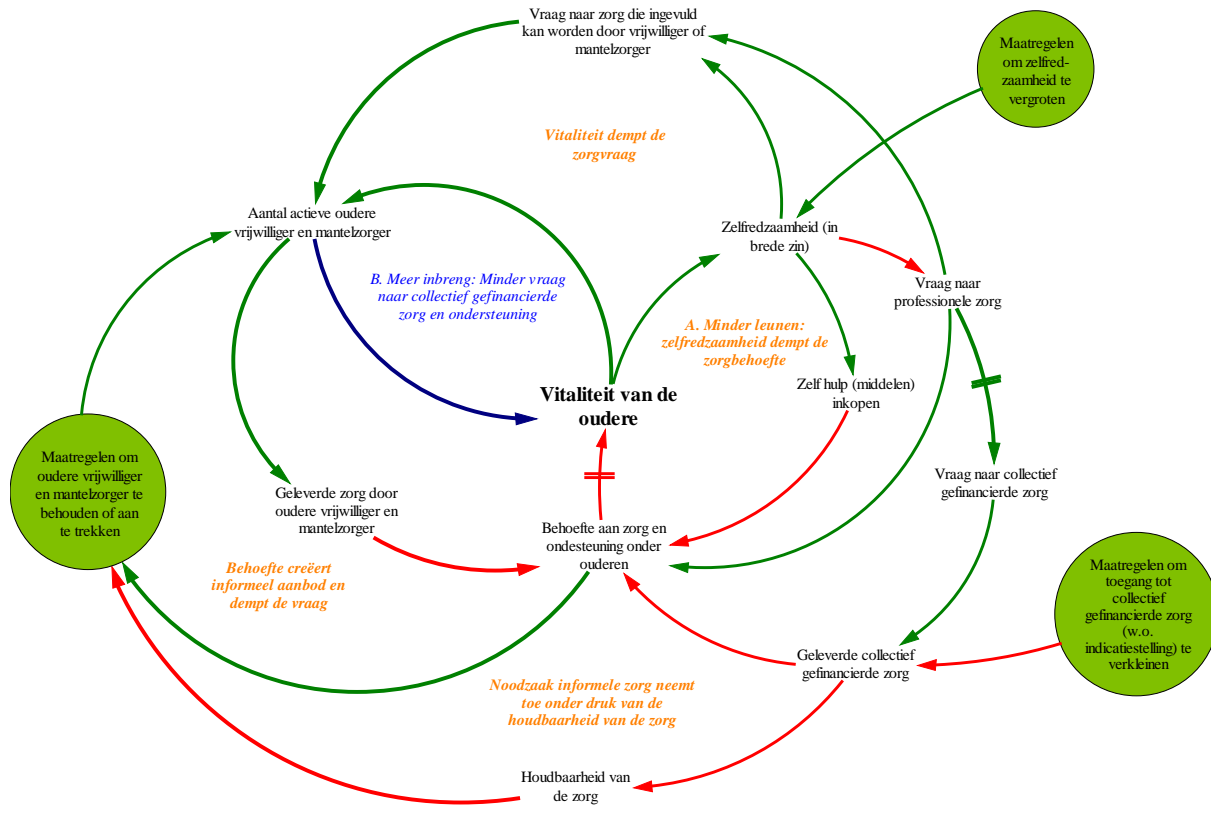 Vraag naar zorg die ingevuld
kan worden door vrijwilliger of
mantelzorger
Maatregelen
om zelfred-
zaamheid te
vergroten
Vitaliteit dempt de
zorgvraag
Aantal actieve oudere
vrijwilliger en mantelzorger
Zelfredzaamheid (in
brede zin)
B. Meer inbreng: Minder vraag
naar collectief gefinancierde
zorg en ondersteuning
Vraag naar
professionele zorg
A. Minder leunen:
zelfredzaamheid dempt de
zorgbehoefte
Zelf hulp (middelen)
inkopen
Vitaliteit van de
oudere
Maatregelen om
oudere vrijwilliger
en mantelzorger te
behouden of aan
te trekken
Vraag naar collectief
gefinancierde zorg
Geleverde zorg door
oudere vrijwilliger en
mantelzorger
Behoefte aan zorg en
ondesteuning onder
ouderen
Behoefte creëert
informeel aanbod en
dempt de vraag
Maatregelen om
toegang tot
collectief
gefinancierde zorg
(w.o.
indicatiestelling) te
verkleinen
Geleverde collectief
gefinancierde zorg
Noodzaak informele zorg neemt
toe onder druk van de
houdbaarheid van de zorg
Houdbaarheid van
de zorg